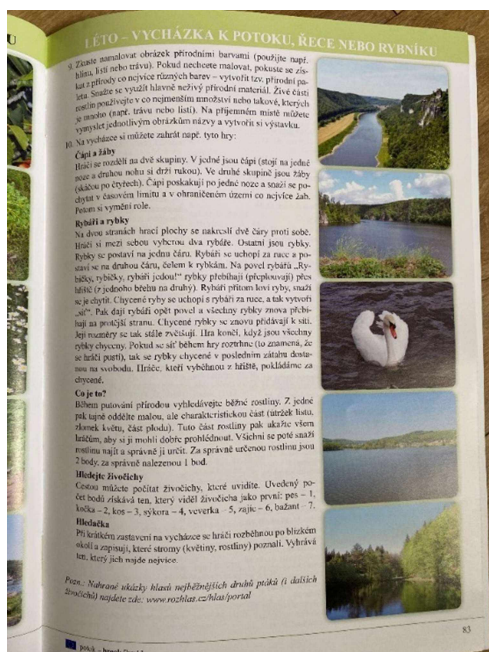 LÉTO – VYCHÁZKA K POTOKU, ŘECE NEBO RYBNÍKU
9. Zkuste namalovat obrázek přírodními barvami (použijte např.
hlínu, listí nebo trávu). Pokud nechcete malovat, pokuste se zís-
kat z přírody co nejvíce různých barev – vytvořit tzv. přírodní pa-
leta. Snažte se využít hlavně neživý přírodní materiál. Živé části
rostlin používejte v co nejmenším množství nebo takové, kterých
je mnoho (např. trávu nebo listí). Na příjemném místě můžete
vymyslet jednotlivým obrázkům názvy a vytvořit si výstavku.
10. Na vycházce si můžete zahrát např. tyto hry:
Čápi a žáby
Hráči se rozdělí na dvě skupiny. V jedné jsou čápi (stojí na jedné
noze a druhou nohu si drží rukou). Ve druhé skupině jsou žáby
(skáčou po čtyřech). Čápi poskakují po jedné noze a snaží se po-
chytat v časovém limitu a v ohraničeném území co nejvíce žab.
Potom si vymění role.
Rybáři a rybky
Na dvou stranách hrací plochy se nakreslí dvě čáry proti sobě.
Hráči si mezi sebou vyberou dva rybáře. Ostatní jsou rybky.
Rybky se postaví na jednu čáru. Rybáři se uchopí za ruce a po-
staví se na druhou čáru, čelem k rybkám. Na povel rybářů „Ry-
bičky, rybičky, rybáři jedou!“ rybky přebíhají (přeplouvají) přes
hřiště (z jednoho břehu na druhý). Rybáři přitom loví ryby, snaží
se je chytit. Chycené ryby se uchopí s rybáři za ruce, a tak vytvoří
„síť“. Pak dají rybáři opět povel a všechny rybky znova přebí-
hají na protější stranu. Chycené rybky se znovu přidávají k síti.
Její rozměry se tak stále zvětšují. Hra končí, když jsou všechny
rybky chyceny. Pokud se síť během hry roztrhne (to znamená, že
se hráči pustí), tak se rybky chycené v posledním zátahu dosta-
nou na svobodu. Hráče, kteří vyběhnou z hřiště, pokládáme za
chycené.
Co je to?
Během putování přírodou vyhledávejte běžné rostliny. Z jedné
pak tajně oddělte malou, ale charakteristickou část (útržek listu,
zlomek květu, část plodu). Tuto část rostliny pak ukažte všem
hráčům, aby si ji mohli dobře prohlédnout. Všichni se poté snaží
rostlinu najít a správně ji určit. Za správně určenou rostlinu jsou
2 body, za správně nalezenou 1 bod.
Hledejte živočichy
Cestou můžete počítat živočichy, které uvidíte. Uvedený po-
čet bodů získává ten, který viděl živočicha jako první: pes – 1,
kočka – 2, kos – 3, sýkora – 4, veverka – 5, zajíc – 6, bažant – 7.
Hledačka
Při krátkém zastavení na vycházce se hráči rozběhnou po blízkém
okolí a zapisují, které stromy (květiny, rostliny) poznali. Vyhrává
ten, který jich najde nejvíce.
Pozn.: Nahrané ukázky hlasů nejběžnějších druhů ptáků (i dalších
živočichů) najdete zde: www.rozhlas.cz/hlas/portal
83